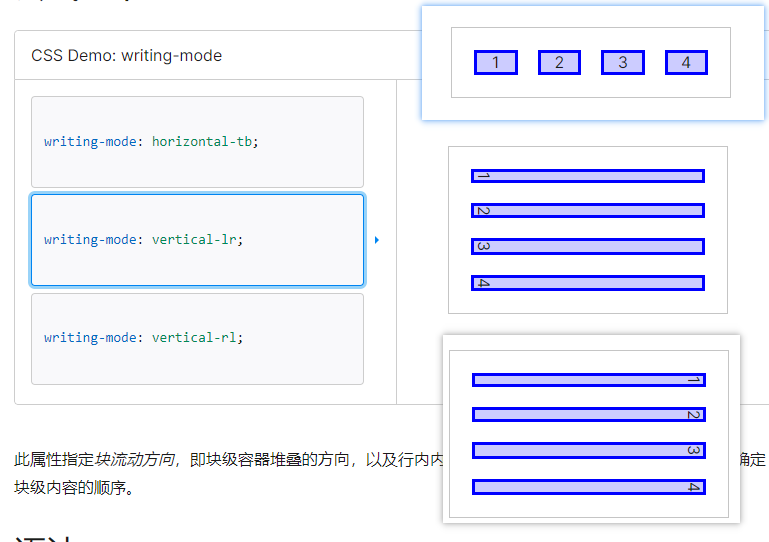 CSS Demo: writing-mode
writing-mode: horizontal-tb;
writing-mode: vertical-lr;
writing-mode: vertical-rl;
1 2 3 4
1
2
3
4
1
2
3
4
此属性指定块流动方向，即块级容器堆叠的方向，以及行内内
确定
块级内容的顺序。